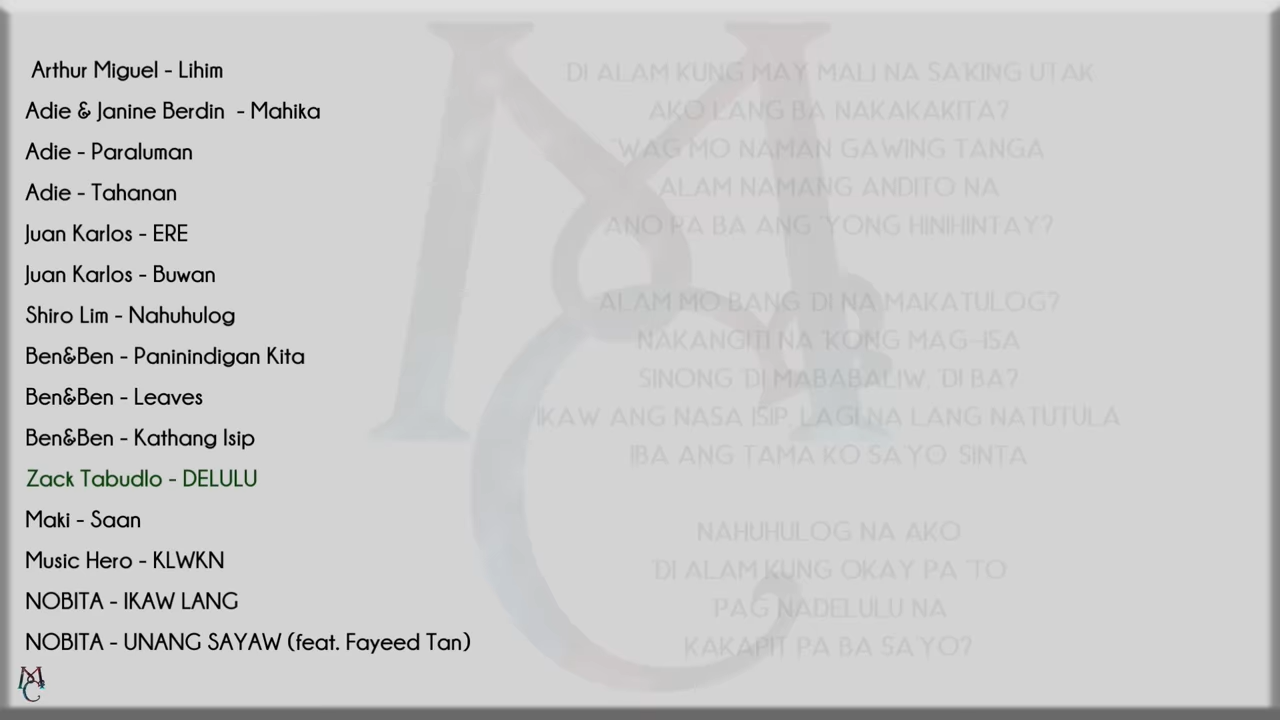 Arthur Miguel - Lihim
Adie & Janine Berdin - Mahika
Adie - Paraluman
Adie - Tahanan
Juan Karlos - ERE
Juan Karlos - Buwan
Shiro Lim - Nahuhulog
Ben&Ben - Paninindigan Kita
Ben&Ben - Leaves
Ben&Ben - Kathang Isip
Zack Tabudlo - DELULU
Maki - Saan
Music Hero - KLWKN
NOBITA - IKAW LANG
NOBITA - UNANG SAYAW (feat. Fayeed Tan)
MC
DI ALAM KUNG MAY MALI NA SA'KING UTAK
AKO LANG BA NAKAKAKITA?
'WAG MO NAMAN GAWING TANGA
ALAM NAMANG ANDITO NA
ANO PA BA ANG 'YONG HINIHINTAY?
ALAM MO BANG 'DI NA MAKATULOG?
NAKANGITI NA 'KONG MAG-ISA
SINONG 'DI MABABALIW, 'DI BA?
IKAW ANG NASA ISIP, LAGI NA LANG NATUTULA
IBA ANG TAMA KO SA'YO SINTA
NAHUHULOG NA AKO
'DI ALAM KUNG OKAY PA 'TO
PAG NADELULU NA
KAKAPIT PA BA SA'YO?